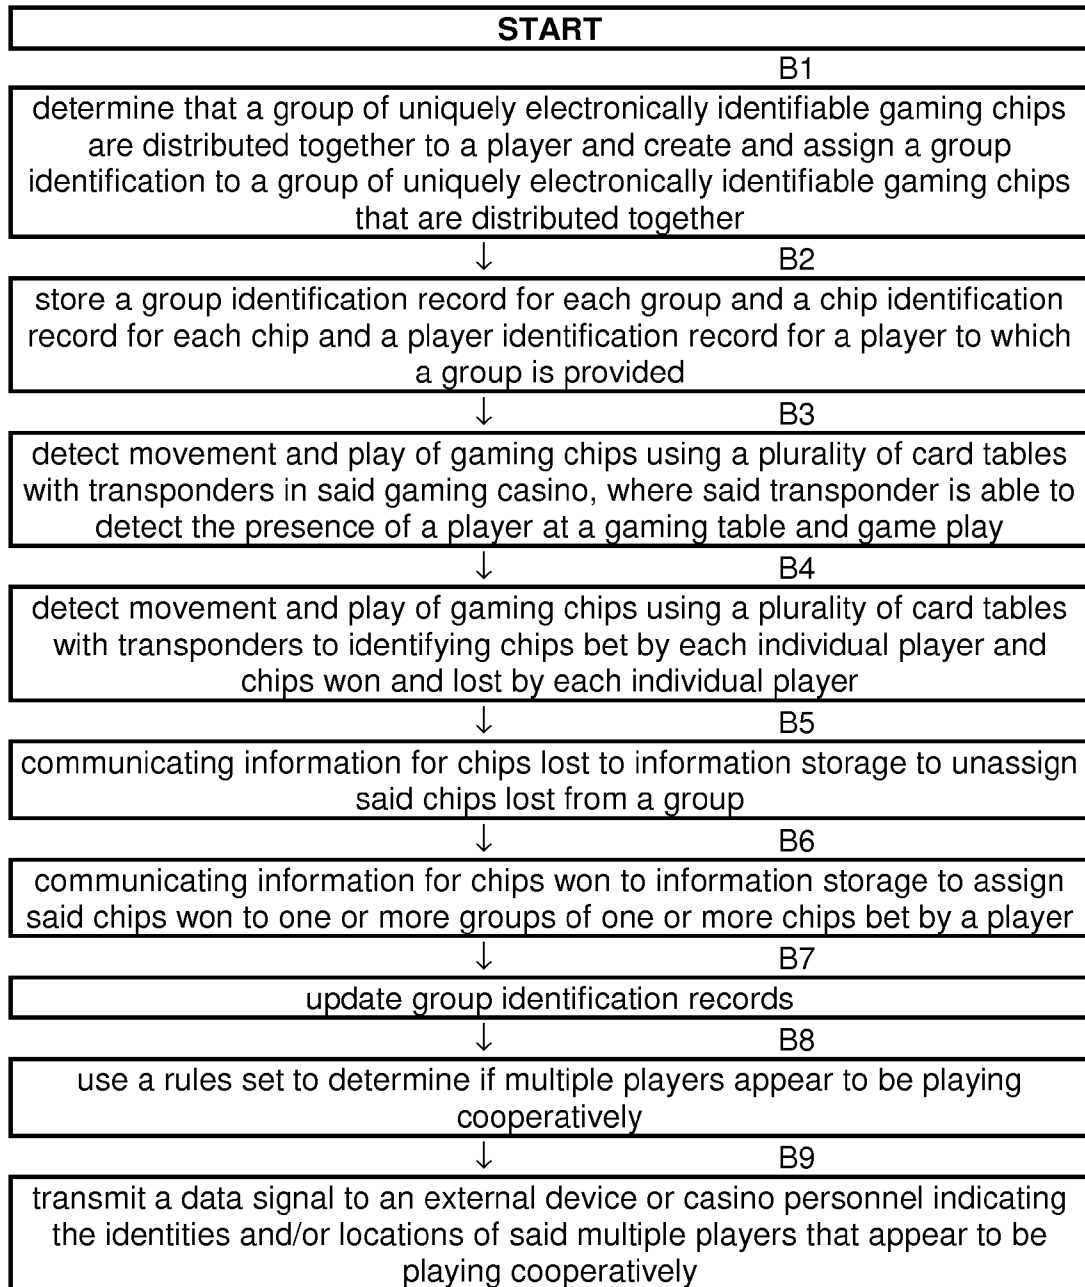 START
B1
determine that a group of uniquely electronically identifiable gaming chips
are distributed together to a player and create and assign a group
identification to a group of uniquely electronically identifiable gaming chips
that are distributed together
↓ B2
store a group identification record for each group and a chip identification
record for each chip and a player identification record for a player to which
a group is provided
↓ B3
detect movement and play of gaming chips using a plurality of card tables
with transponders in said gaming casino, where said transponder is able to
detect the presence of a player at a gaming table and game play
↓ B4
detect movement and play of gaming chips using a plurality of card tables
with transponders to identifying chips bet by each individual player and
chips won and lost by each individual player
↓ B5
communicating information for chips lost to information storage to unassign
said chips lost from a group
↓ B6
communicating information for chips won to information storage to assign
said chips won to one or more groups of one or more chips bet by a player
↓ B7
update group identification records
↓ B8
use a rules set to determine if multiple players appear to be playing
cooperatively
↓ B9
transmit a data signal to an external device or casino personnel indicating
the identities and/or locations of said multiple players that appear to be
playing cooperatively